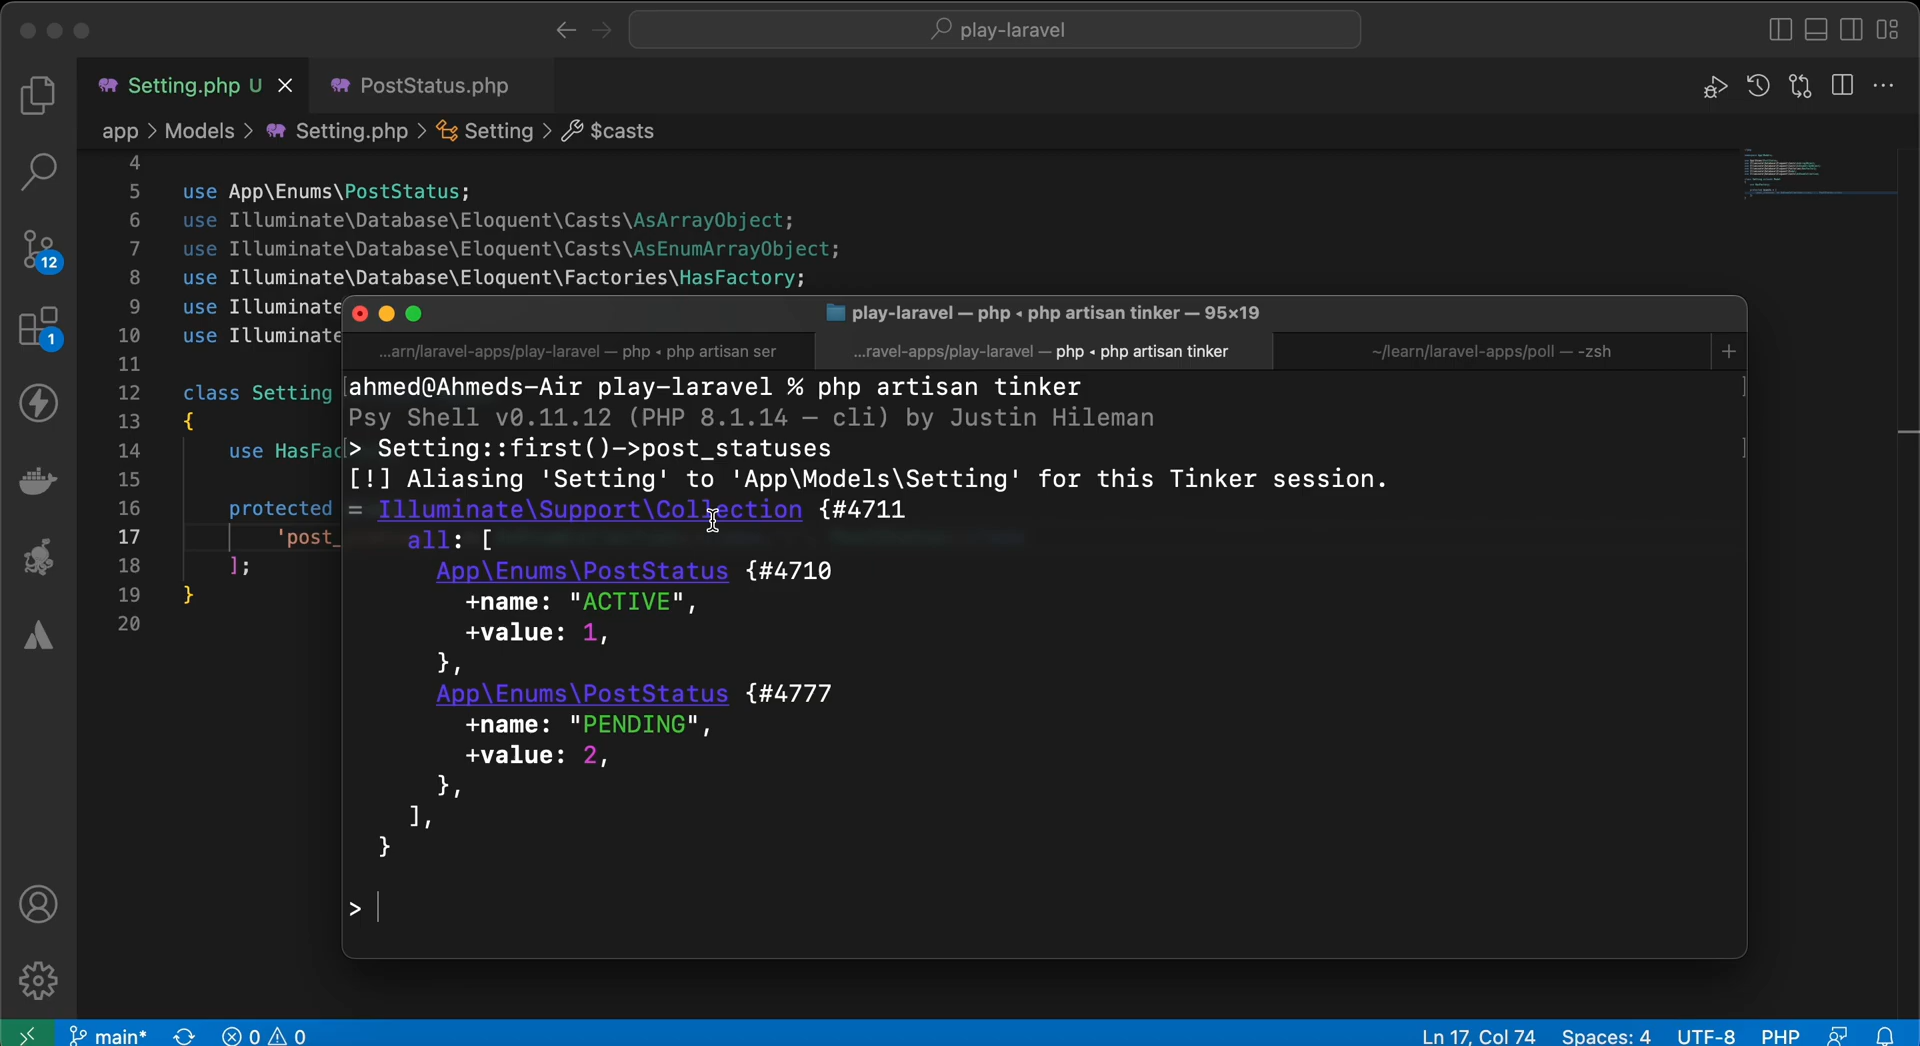 play-laravel
Setting.php U
PostStatus.php
app > Models > Setting.php > Setting > $casts
4
5 use App\Enums\PostStatus;
6 use Illuminate\Database\Eloquent\Casts\AsArrayObject;
7 use Illuminate\Database\Eloquent\Casts\AsEnumArrayObject;
8 use Illuminate\Database\Eloquent\Factories\HasFactory;
9 use Illuminate
10 use Illuminate
11
12 class Setting
13 {
14 use HasFac
15
16 protected
17 'post_
18 ];
19 }
20
12
1
play-laravel — php ◂ php artisan tinker — 95×19
...arn/laravel-apps/play-laravel — php ◂ php artisan ser
...ravel-apps/play-laravel — php ◂ php artisan tinker
~/learn/laravel-apps/poll — -zsh
+
[ahmed@Ahmeds-Air play-laravel % php artisan tinker ]
Psy Shell v0.11.12 (PHP 8.1.14 — cli) by Justin Hileman
[> Setting::first()->post_statuses ]
[!] Aliasing 'Setting' to 'App\Models\Setting' for this Tinker session.
= Illuminate\Support\Collection {#4711
all: [
App\Enums\PostStatus {#4710
+name: "ACTIVE",
+value: 1,
},
App\Enums\PostStatus {#4777
+name: "PENDING",
+value: 2,
},
],
}
>
main* 0 0
Ln 17, Col 74 Spaces: 4 UTF-8 PHP